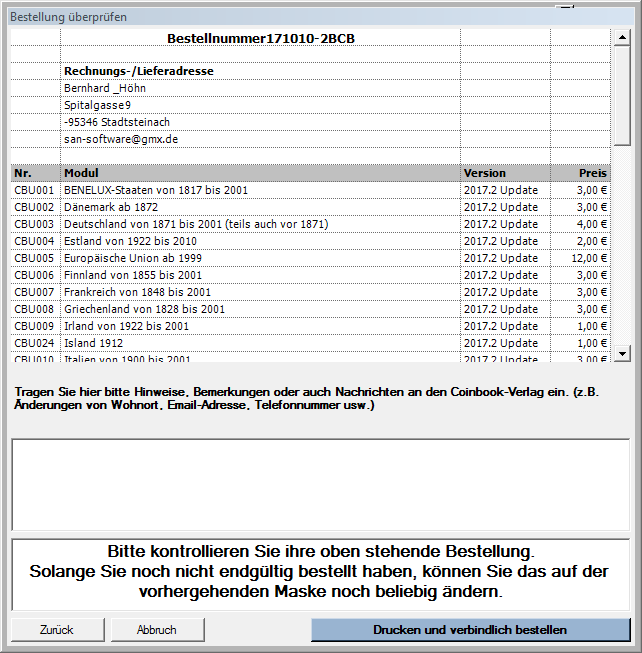 Bestellung überprüfen
Bestellnummer171010-2BCB
Rechnungs-/Lieferadresse
Bernhard _Höhn
Spitalgasse9
-95346 Stadtsteinach
san-software@gmx.de
Nr. Modul Version Preis
CBU001 BENELUX-Staaten von 1817 bis 2001 2017.2 Update 3,00 €
CBU002 Dänemark ab 1872 2017.2 Update 3,00 €
CBU003 Deutschland von 1871 bis 2001 (teils auch vor 1871) 2017.2 Update 4,00 €
CBU004 Estland von 1922 bis 2010 2017.2 Update 2,00 €
CBU005 Europäische Union ab 1999 2017.2 Update 12,00 €
CBU006 Finnland von 1855 bis 2001 2017.2 Update 3,00 €
CBU007 Frankreich von 1848 bis 2001 2017.2 Update 3,00 €
CBU008 Griechenland von 1828 bis 2001 2017.2 Update 3,00 €
CBU009 Irland von 1922 bis 2001 2017.2 Update 1,00 €
CBU024 Island 1912 2017.2 Update 1,00 €
CBU010 Italien von 1900 bis 2001 2017.2 Update 3,00 €
Tragen Sie hier bitte Hinweise, Bemerkungen oder auch Nachrichten an den Coinbook-Verlag ein. (z.B.
Änderungen von Wohnort, Email-Adresse, Telefonnummer usw.)
Bitte kontrollieren Sie ihre oben stehende Bestellung.
Solange Sie noch nicht endgültig bestellt haben, können Sie das auf der
vorhergehenden Maske noch beliebig ändern.
Zurück Abbruch Drucken und verbindlich bestellen